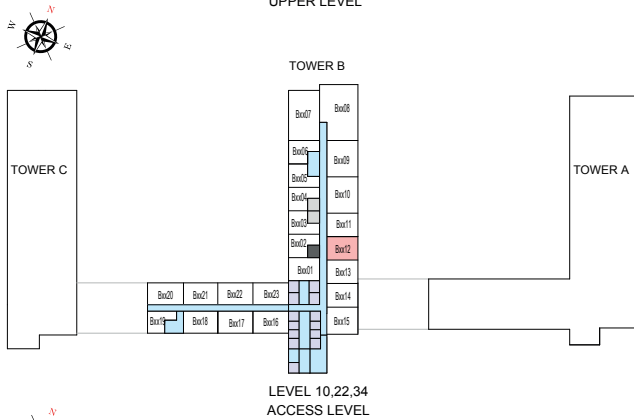 UPPER LEVEL
N
W
E
S
TOWER B
Bxx07
Bxx08
Bxx06
Bxx09
Bxx05
TOWER C
TOWER A
Bxx04
Bxx10
Bxx03
Bxx11
Bxx02
Bxx12
Bxx01
Bxx13
Bxx20 Bxx21 Bxx22 Bxx23
Bxx14
Bxx19 Bxx18 Bxx17 Bxx16
Bxx15
LEVEL 10,22,34
ACCESS LEVEL
N